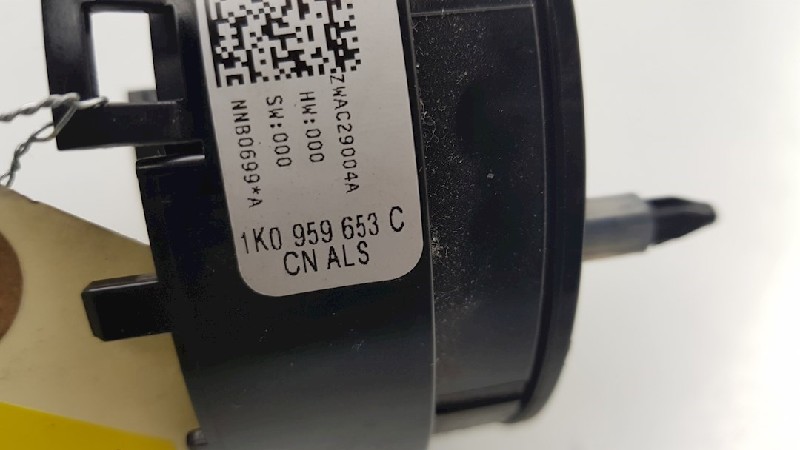 ZWAC29004A
HW:000
SW:000
NNB0699*A
1K0 959 653 C
CN ALS